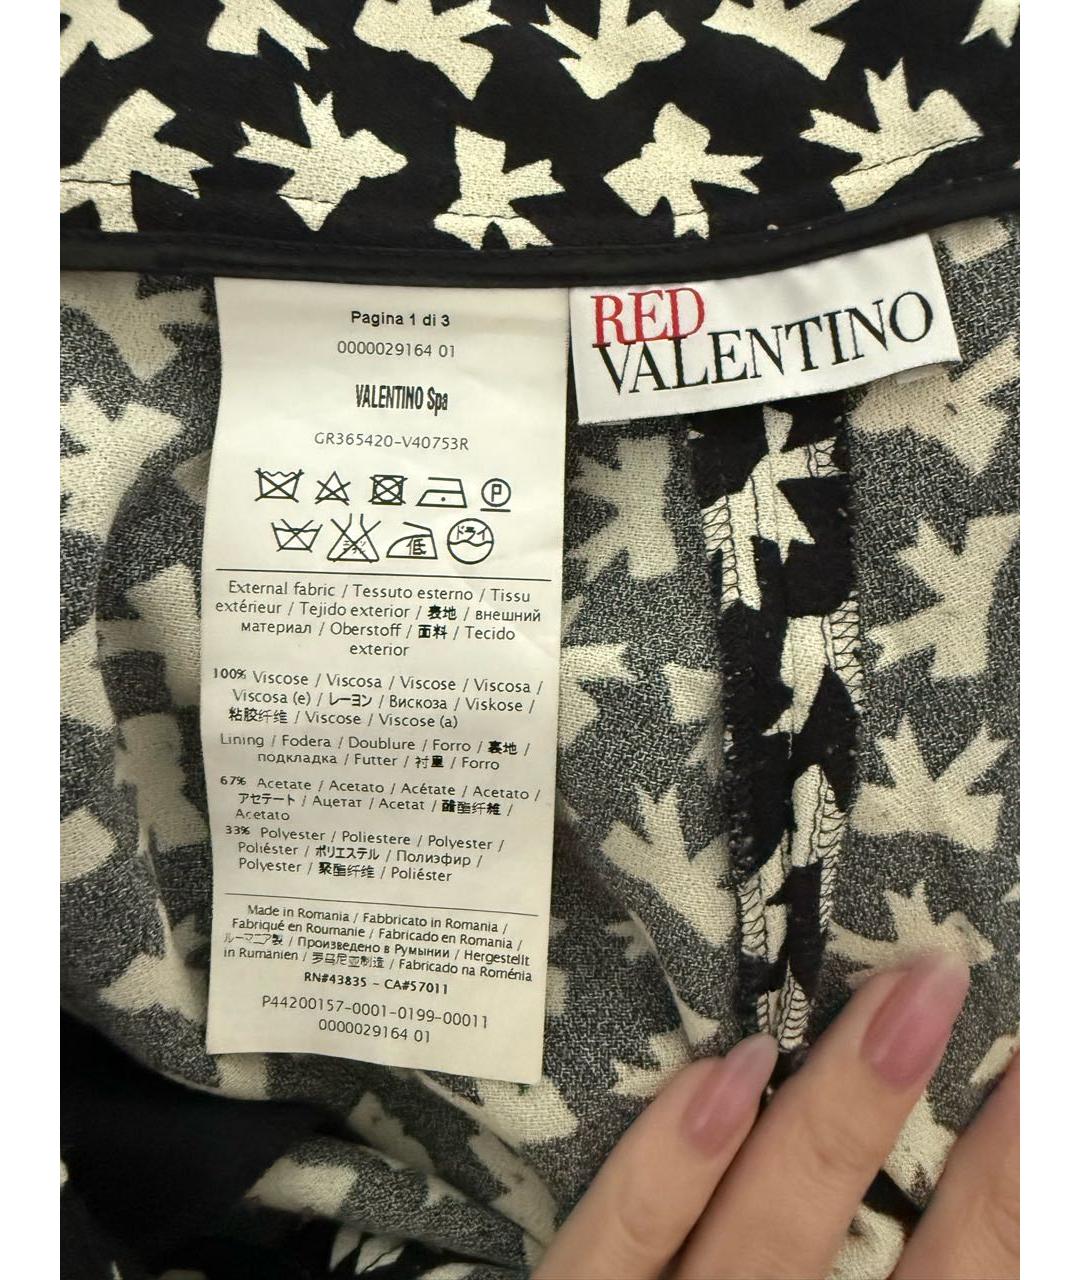 Pagina 1 di 3
0000029164 01
VALENTINO Spa
GR365420-V40753R
RED
VALENTINO
P
低
ドライ
External fabric / Tessuto esterno / Tissu
extérieur / Tejido exterior / 表地 / внешний
материал / Oberstoff / 面料 / Tecido
exterior
100% Viscose / Viscosa / Viscose / Viscosa /
Viscosa (e) / レーヨン / Вискоза / Viskose /
粘胶纤维 / Viscose / Viscose (a)
Lining / Fodera / Doublure / Forro / 裏地 /
подкладка / Futter / 衬里 / Forro
67% Acetate / Acetato / Acétate / Acetato /
アセテート / Ацетат / Acetat / 醋酯纤维 /
Acetato
33% Polyester / Poliestere / Polyester /
Poliéster / ポリエステル / Полиэфир /
Polyester / 聚酯纤维 / Poliéster
Made in Romania / Fabbricato in Romania /
Fabriqué en Roumanie / Fabricado en Romania /
ルーマニア製 / Произведено в Румынии / Hergestellt
in Rumänien / 罗马尼亚制造 / Fabricado na Roménia
RN#43835 - CA#57011
P44200157-0001-0199-00011
0000029164 01